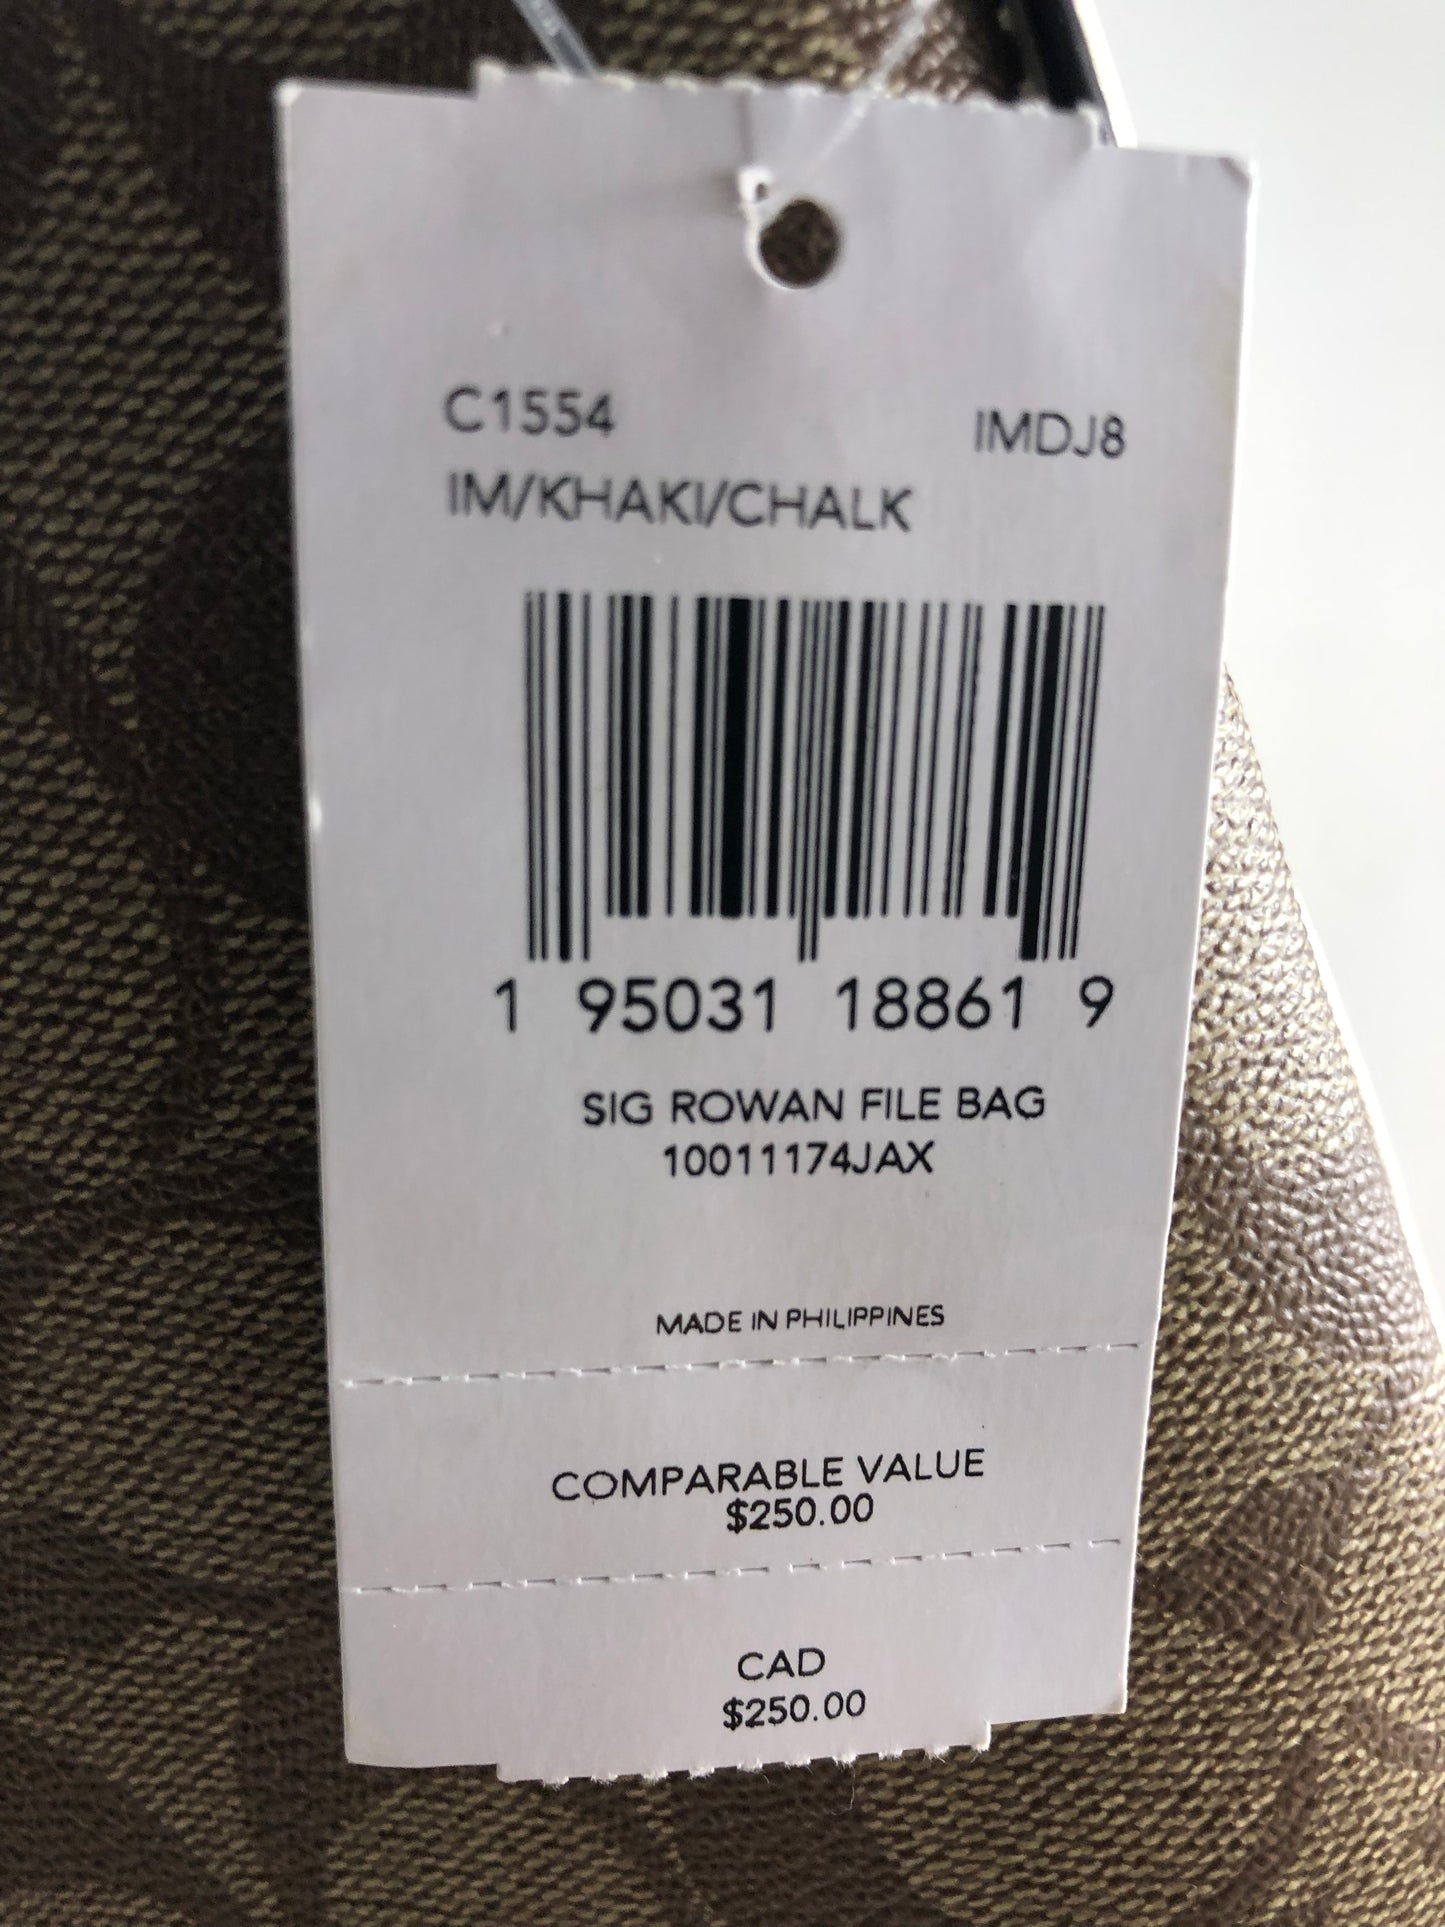 C1554 IMDJ8
IM/KHAKI/CHALK
1 95031 18861 9
SIG ROWAN FILE BAG
10011174JAX
MADE IN PHILIPPINES
COMPARABLE VALUE
$250.00
CAD
$250.00